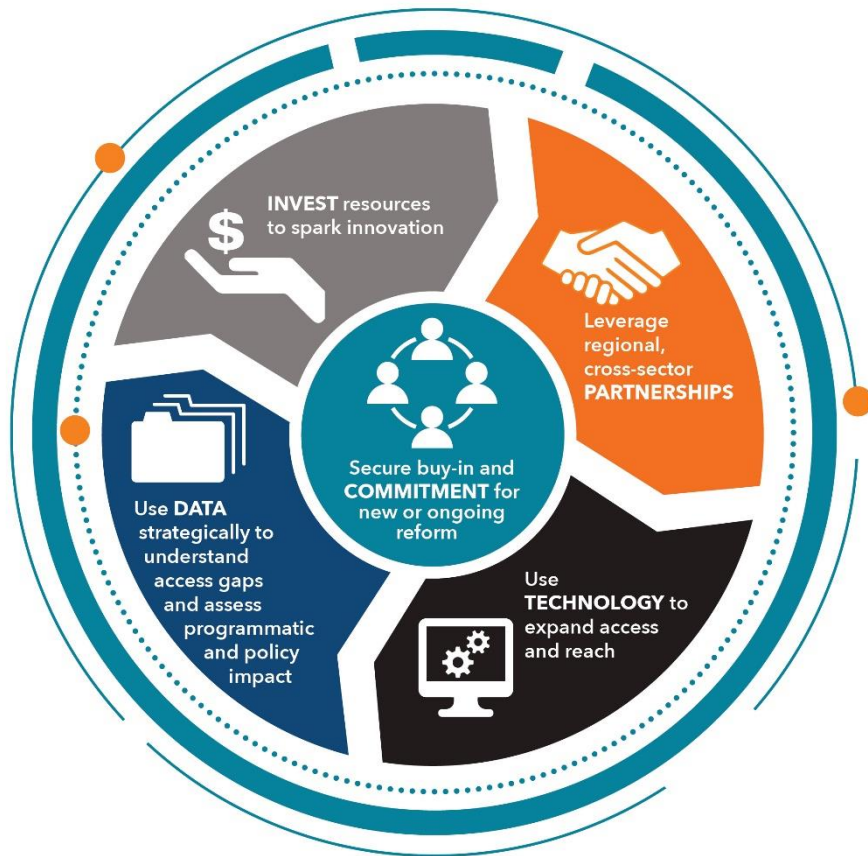 $
INVEST resources
to spark innovation
Leverage
regional,
cross-sector
PARTNERSHIPS
Secure buy-in and
COMMITMENT for
new or ongoing
reform
Use DATA
strategically to
understand
access gaps
and assess
programmatic
and policy
impact
Use
TECHNOLOGY to
expand access
and reach